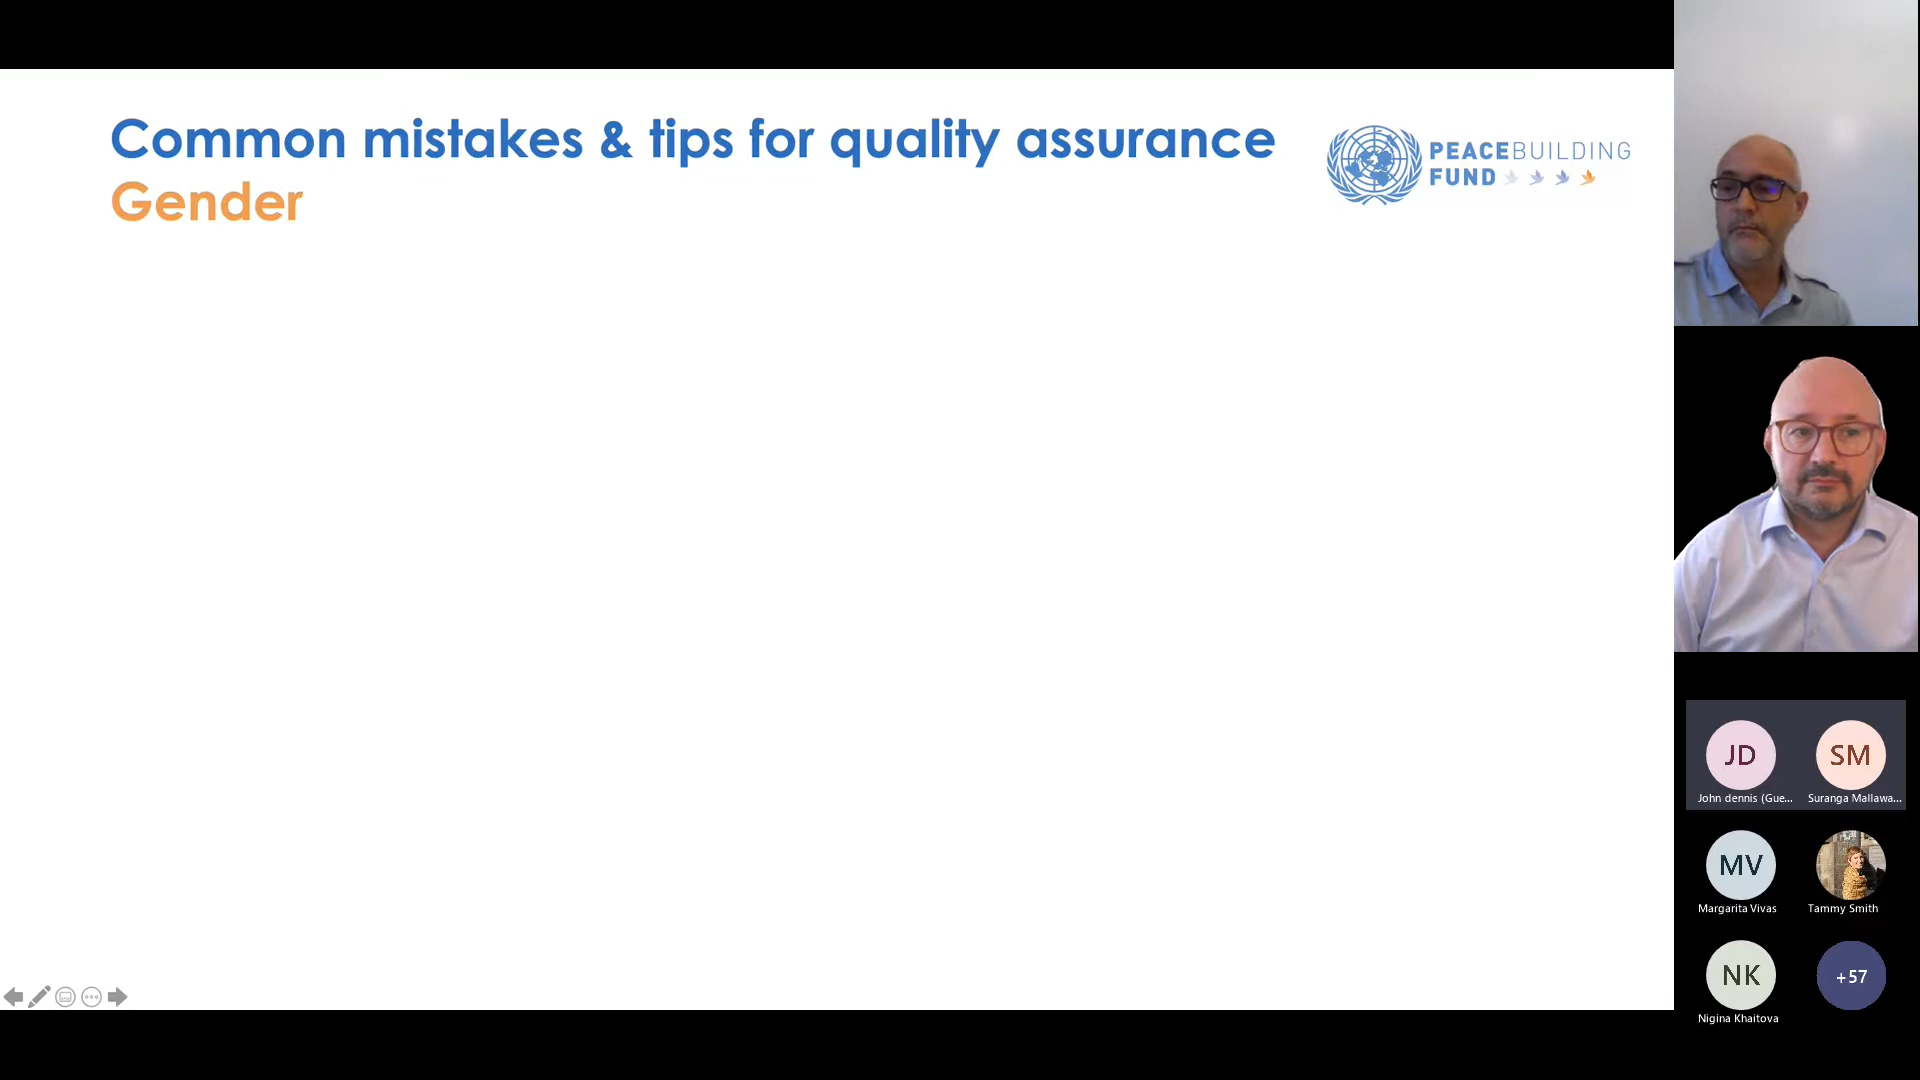 Common mistakes & tips for quality assurance
Gender
PEACEBUILDING
FUND
JD
SM
John dennis (Gue...
Suranga Mallawa...
MV
Margarita Vivas
Tammy Smith
NK
+57
Nigina Khaitova